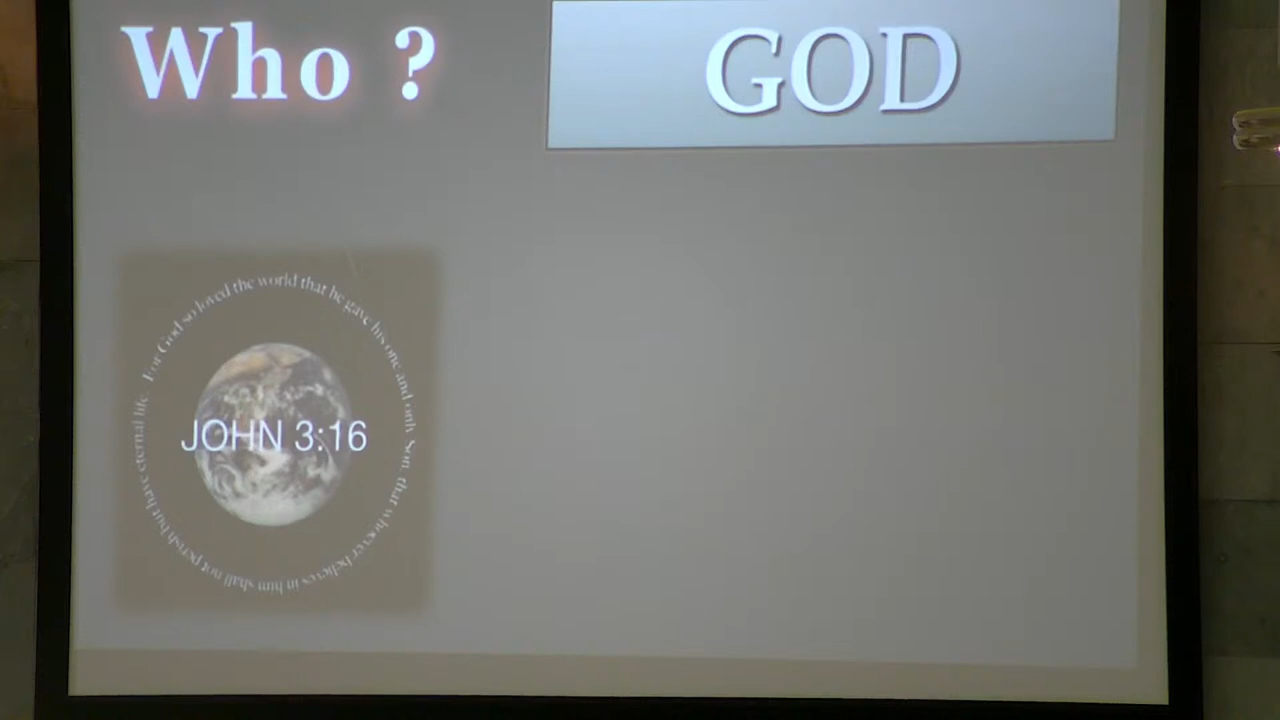 Who ?
GOD
For God so loved the world that he gave his one and only Son, that whoever believes in him shall not perish but have eternal life.
JOHN 3:16